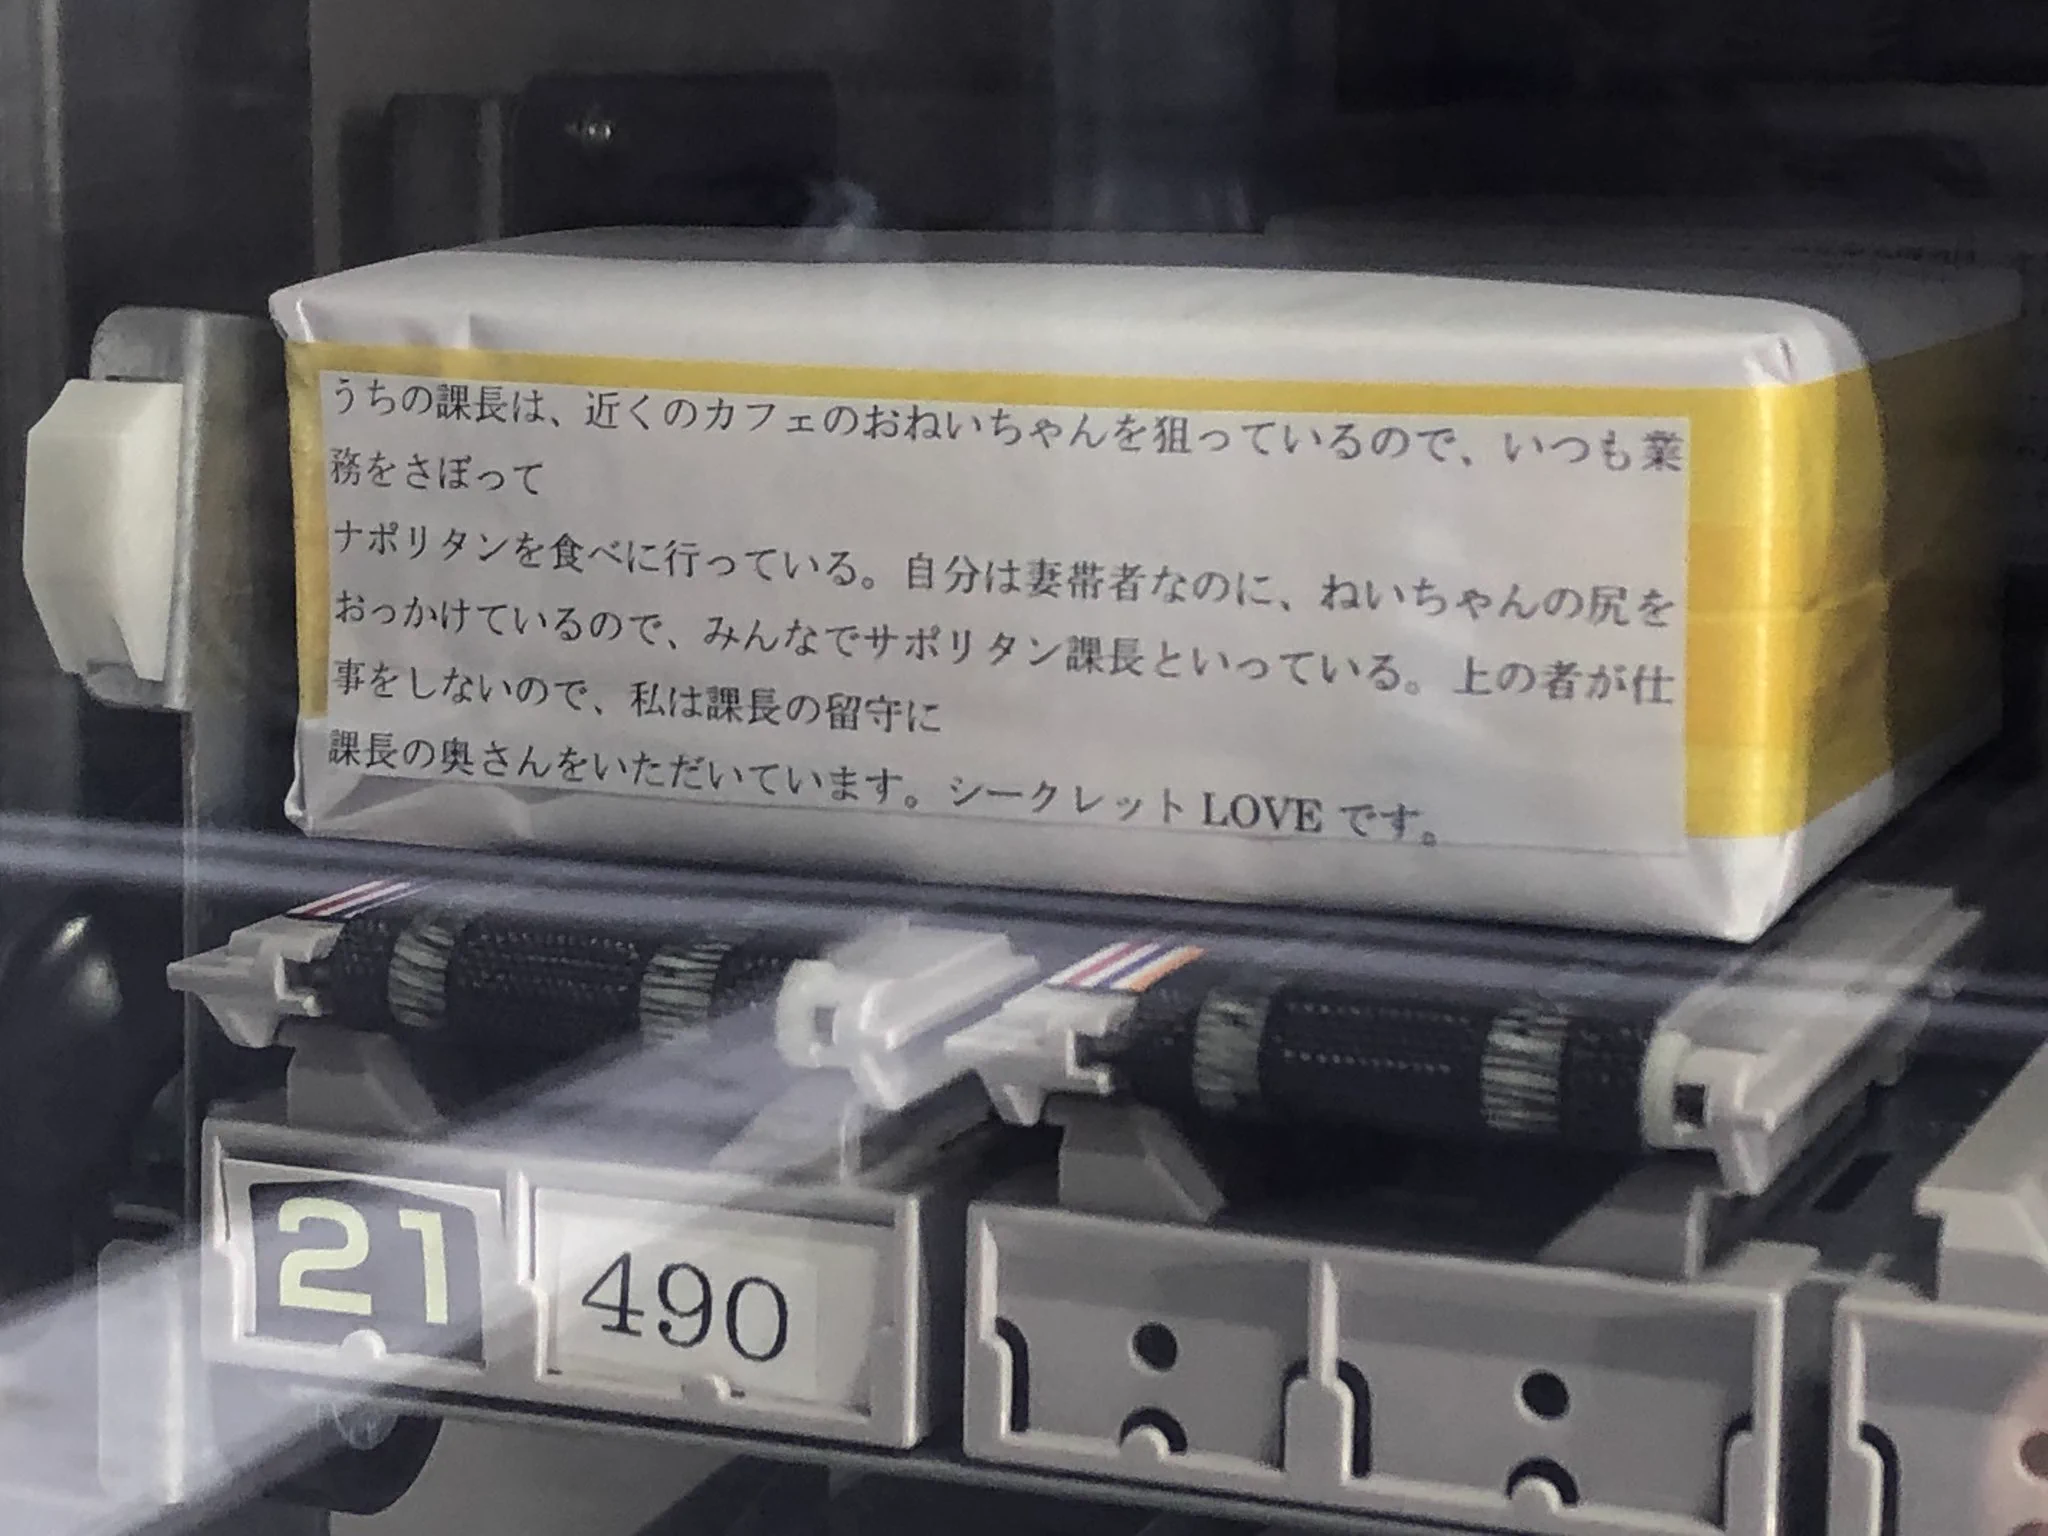 うちの課長は、近くのカフェのおねいちゃんを狙っているので、いつも業
務をさぼって
ナポリタンを食べに行っている。自分は妻帯者なのに、ねいちゃんの尻を
おっかけているので、みんなでサポリタン課長といっている。上の者が仕
事をしないので、私は課長の留守に
課長の奥さんをいただいています。シークレット LOVE です。
21
490